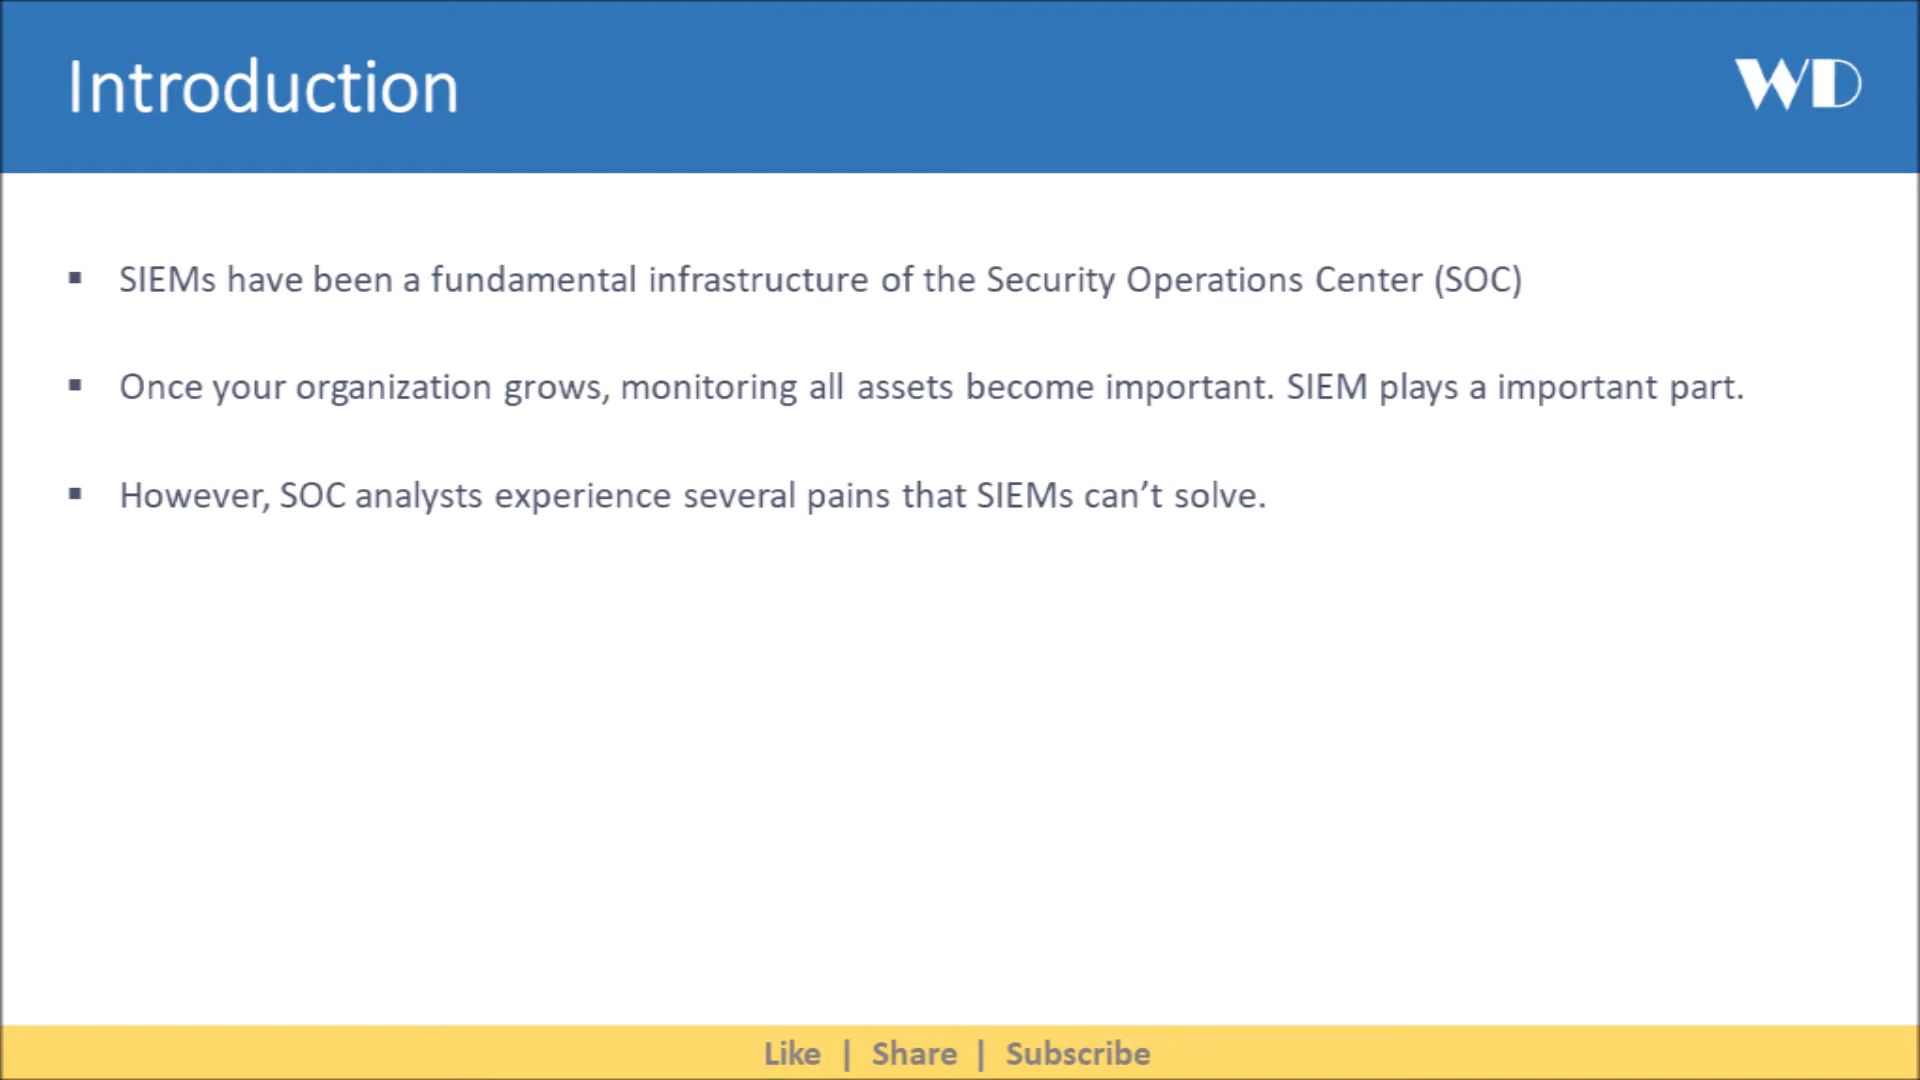 Introduction
WD
▪ SIEMs have been a fundamental infrastructure of the Security Operations Center (SOC)
▪ Once your organization grows, monitoring all assets become important. SIEM plays a important part.
▪ However, SOC analysts experience several pains that SIEMs can’t solve.
Like | Share | Subscribe